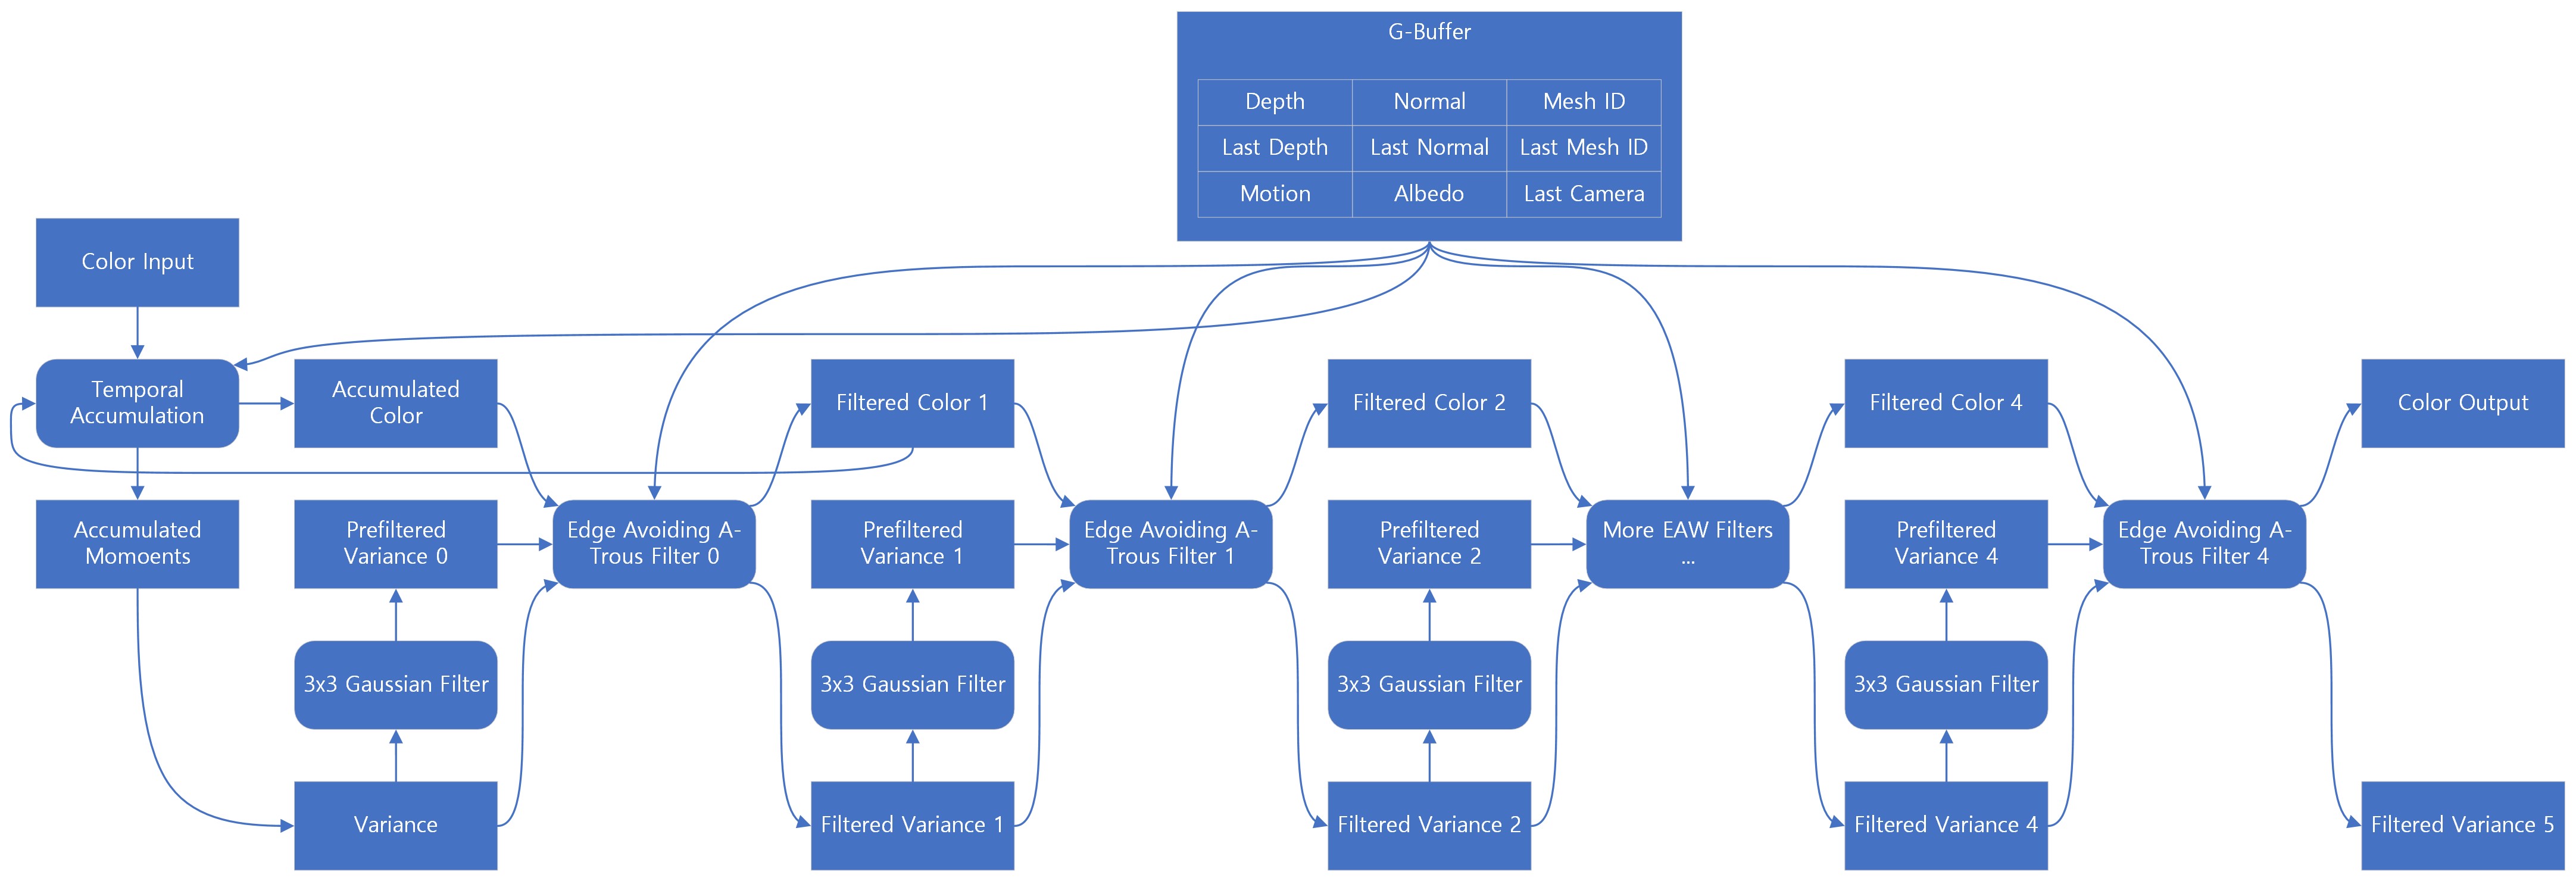 G-Buffer
Depth Normal Mesh ID
Last Depth Last Normal Last Mesh ID
Motion Albedo Last Camera
Color Input
Temporal
Accumulation
Accumulated
Color
Filtered Color 1
Filtered Color 2
Filtered Color 4
Color Output
Accumulated
Momoents
Prefiltered
Variance 0
Edge Avoiding A-
Trous Filter 0
Prefiltered
Variance 1
Edge Avoiding A-
Trous Filter 1
Prefiltered
Variance 2
More EAW Filters
...
Prefiltered
Variance 4
Edge Avoiding A-
Trous Filter 4
3x3 Gaussian Filter
3x3 Gaussian Filter
3x3 Gaussian Filter
3x3 Gaussian Filter
Variance
Filtered Variance 1
Filtered Variance 2
Filtered Variance 4
Filtered Variance 5